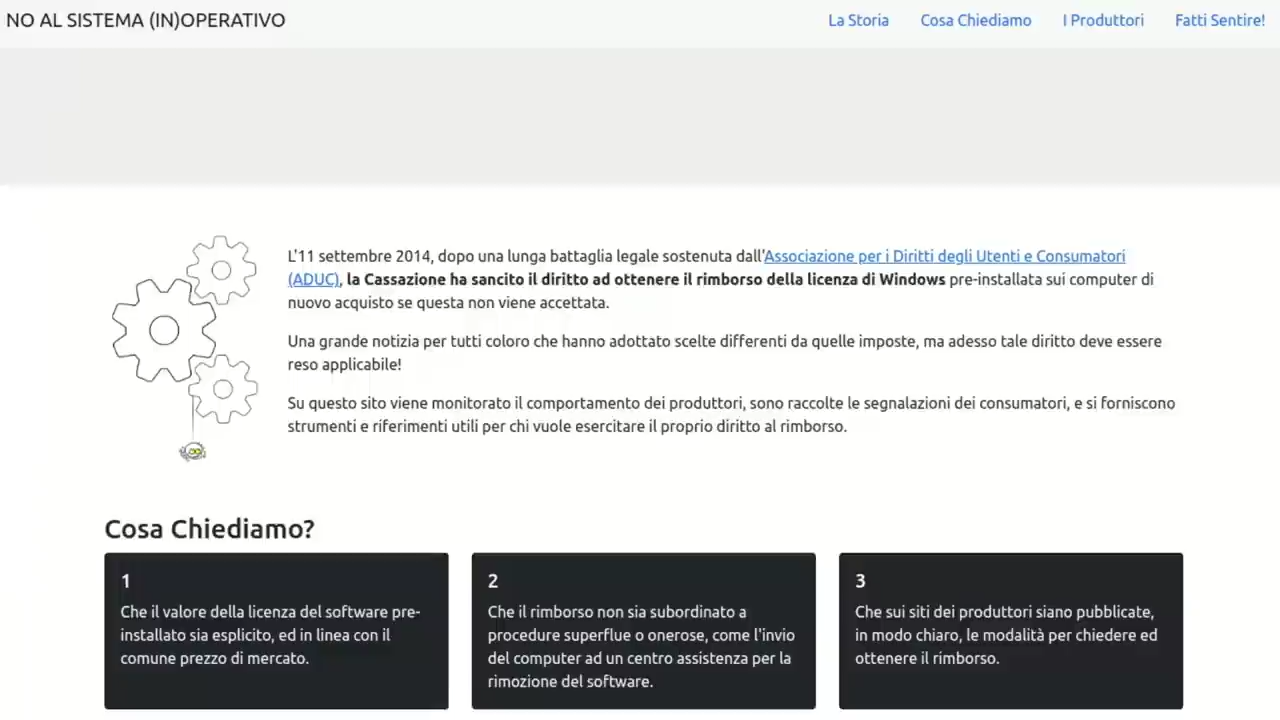 NO AL SISTEMA (IN)OPERATIVO
La Storia Cosa Chiediamo I Produttori Fatti Sentire!
L'11 settembre 2014, dopo una lunga battaglia legale sostenuta dall'Associazione per i Diritti degli Utenti e Consumatori
(ADUC), la Cassazione ha sancito il diritto ad ottenere il rimborso della licenza di Windows pre-installata sui computer di
nuovo acquisto se questa non viene accettata.
Una grande notizia per tutti coloro che hanno adottato scelte differenti da quelle imposte, ma adesso tale diritto deve essere
reso applicabile!
Su questo sito viene monitorato il comportamento dei produttori, sono raccolte le segnalazioni dei consumatori, e si forniscono
strumenti e riferimenti utili per chi vuole esercitare il proprio diritto al rimborso.
Cosa Chiediamo?
1
Che il valore della licenza del software pre-
installato sia esplicito, ed in linea con il
comune prezzo di mercato.
2
Che il rimborso non sia subordinato a
procedure superflue o onerose, come l'invio
del computer ad un centro assistenza per la
rimozione del software.
3
Che sui siti dei produttori siano pubblicate,
in modo chiaro, le modalità per chiedere ed
ottenere il rimborso.